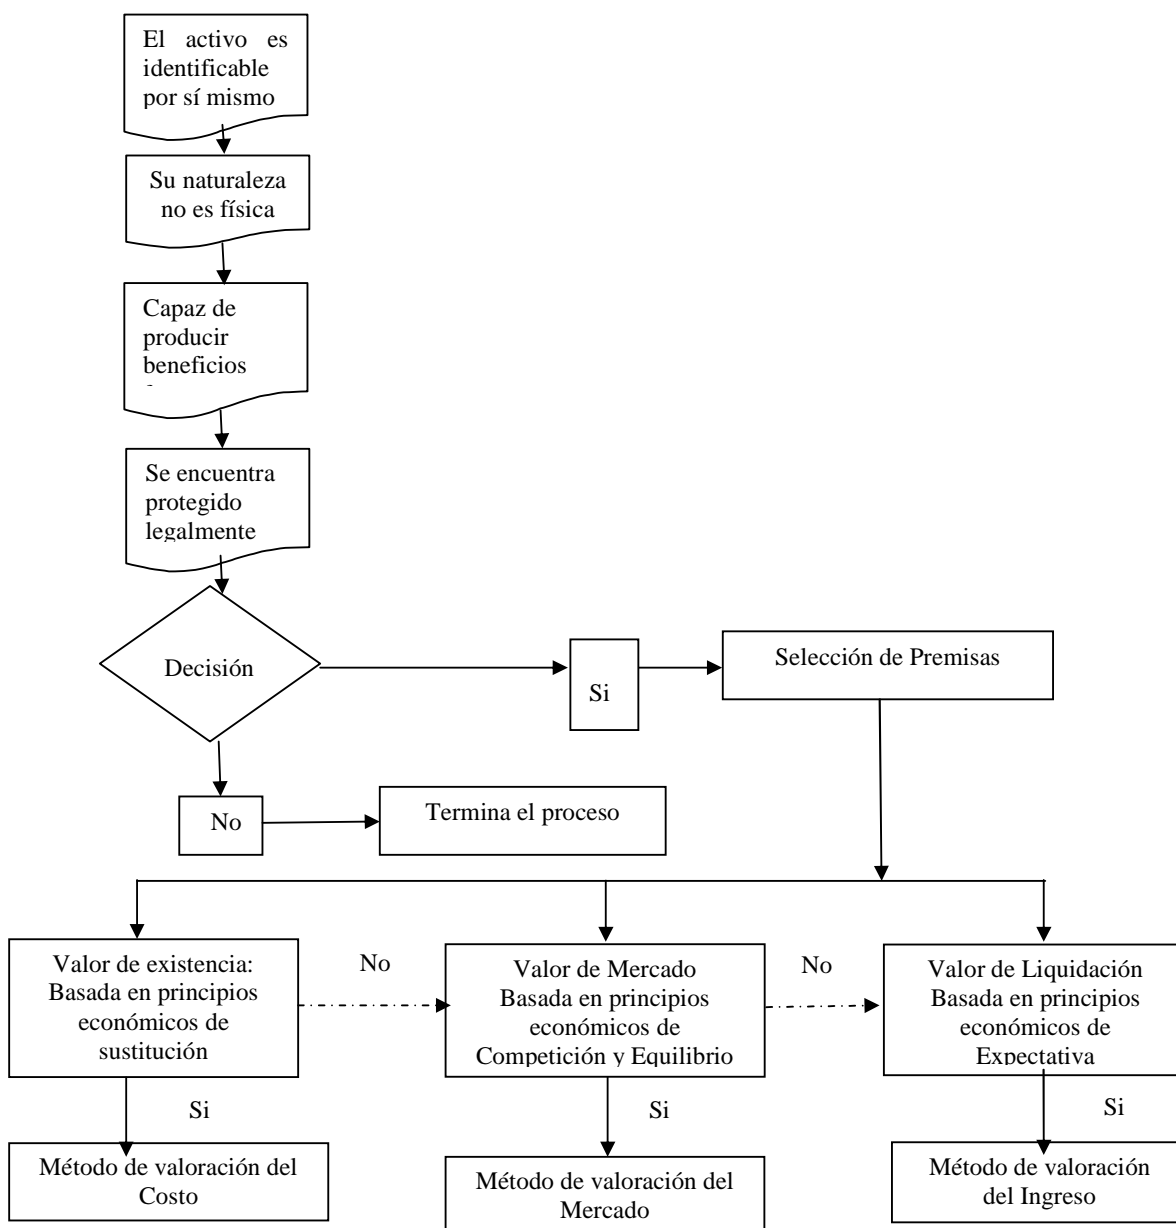 El activo es
identificable
por sí mismo
Su naturaleza
no es física
Capaz de
producir
beneficios
Se encuentra
protegido
legalmente
Decisión
Si
Selección de Premisas
No
Termina el proceso
Valor de existencia:
Basada en principios
económicos de
sustitución
No
Valor de Mercado
Basada en principios
económicos de
Competición y Equilibrio
No
Valor de Liquidación
Basada en principios
económicos de
Expectativa
Si
Si
Si
Método de valoración del
Costo
Método de valoración del
Mercado
Método de valoración
del Ingreso